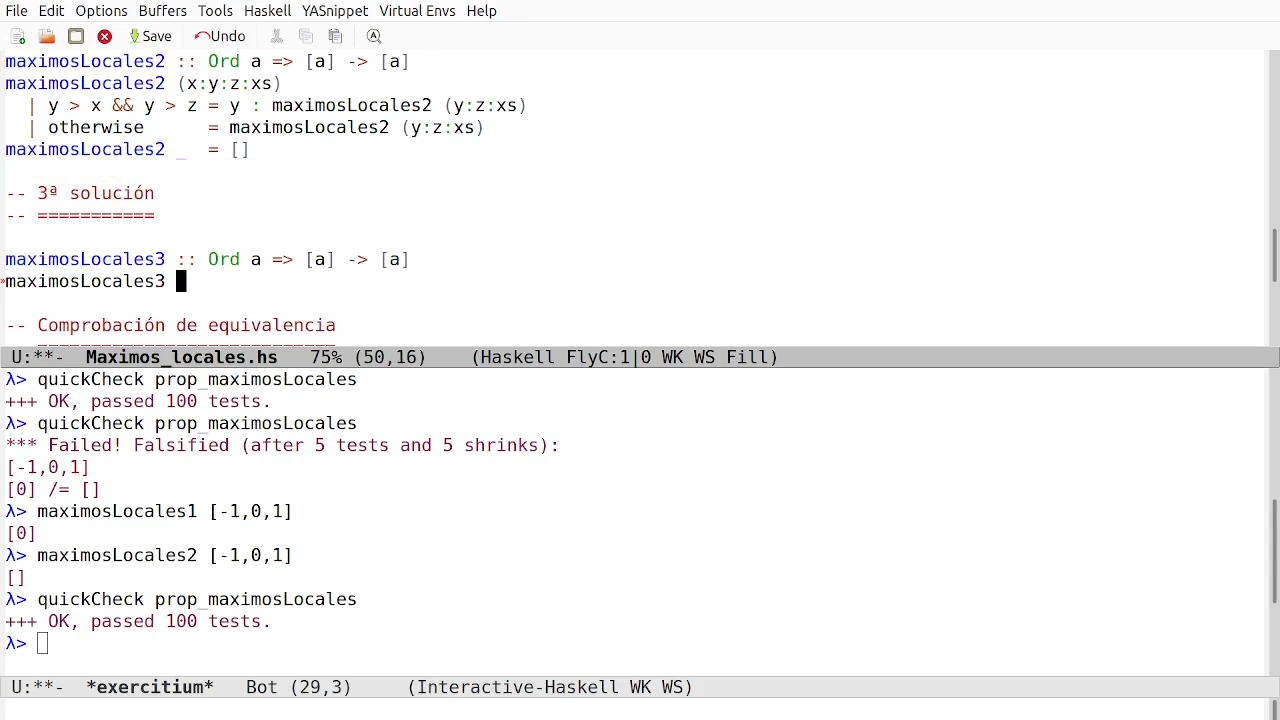 File Edit Options Buffers Tools Haskell YASnippet Virtual Envs Help
Save Undo
maximosLocales2 :: Ord a => [a] -> [a]
maximosLocales2 (x:y:z:xs)
  | y > x && y > z = y : maximosLocales2 (y:z:xs)
  | otherwise      = maximosLocales2 (y:z:xs)
maximosLocales2 _  = []
-- 3ª solución
-- ===========
maximosLocales3 :: Ord a => [a] -> [a]
maximosLocales3
-- Comprobación de equivalencia
U:**-  Maximos_locales.hs   75% (50,16)    (Haskell FlyC:1|0 WK WS Fill)
λ> quickCheck prop_maximosLocales
+++ OK, passed 100 tests.
λ> quickCheck prop_maximosLocales
*** Failed! Falsified (after 5 tests and 5 shrinks):
[-1,0,1]
[0] /= []
λ> maximosLocales1 [-1,0,1]
[0]
λ> maximosLocales2 [-1,0,1]
[]
λ> quickCheck prop_maximosLocales
+++ OK, passed 100 tests.
λ>
U:**-  *exercitium*   Bot (29,3)     (Interactive-Haskell WK WS)